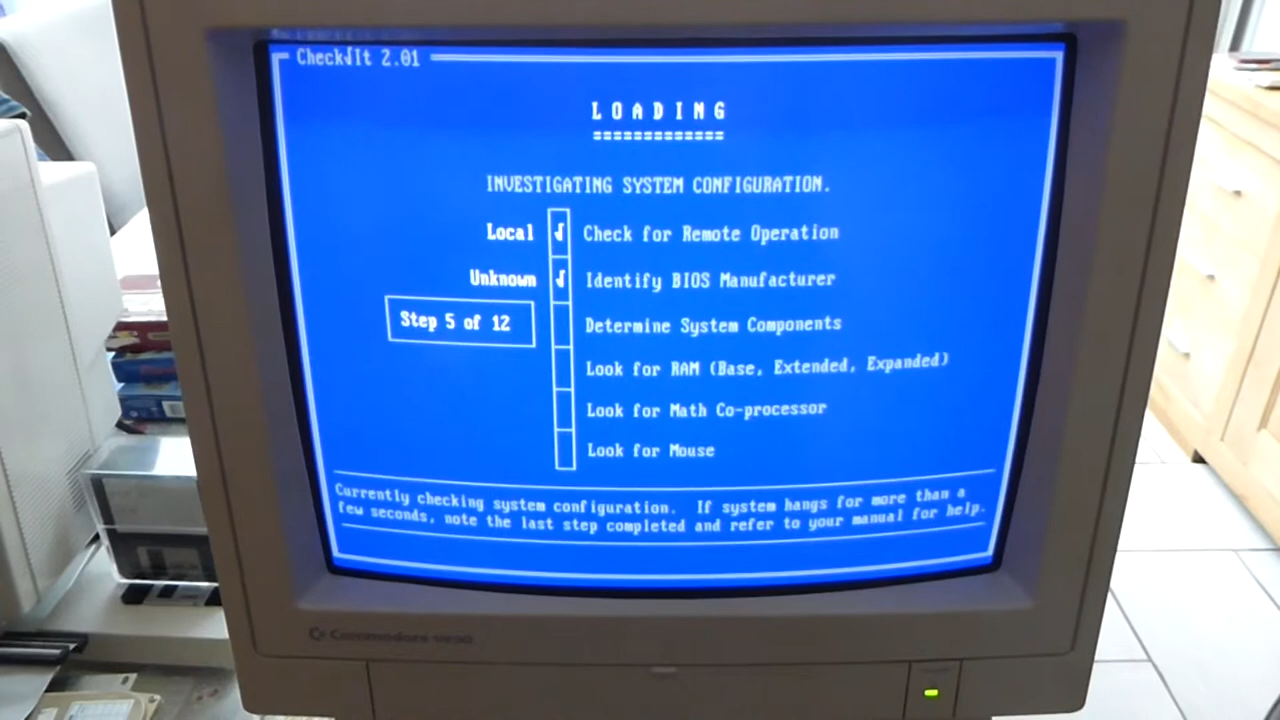 Check√It 2.01
LOADING
=============
INVESTIGATING SYSTEM CONFIGURATION.
Local √ Check for Remote Operation
Unknown √ Identify BIOS Manufacturer
Step 5 of 12 Determine System Components
Look for RAM (Base, Extended, Expanded)
Look for Math Co-processor
Look for Mouse
Currently checking system configuration. If system hangs for more than a
few seconds, note the last step completed and refer to your manual for help.
Commodore